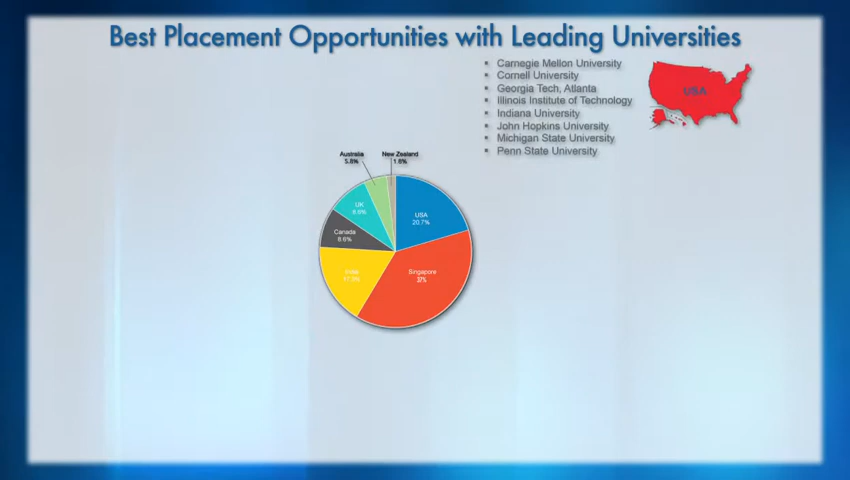 Best Placement Opportunities with Leading Universities
Carnegie Mellon University
Cornell University
Georgia Tech, Atlanta
Illinois Institute of Technology
Indiana University
John Hopkins University
Michigan State University
Penn State University
USA
Australia
5.8%
New Zealand
1.8%
UK
Canada
8.6%
USA
20.7%
Singapore
37%
India